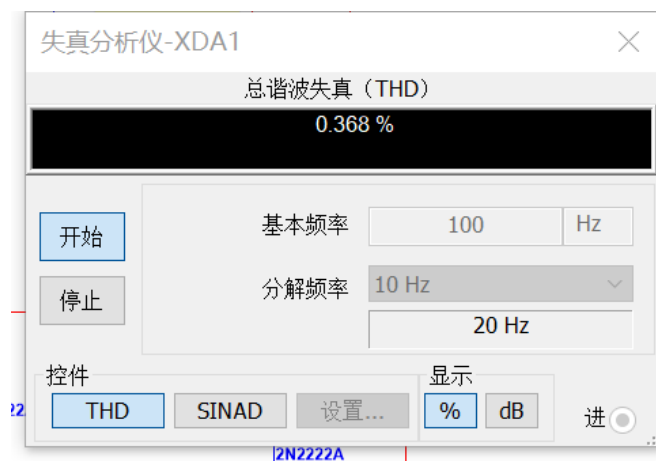 失真分析仪-XDA1
总谐波失真（THD）
0.368 %
开始
基本频率
100
Hz
停止
分解频率
10 Hz
20 Hz
控件
显示
THD
SINAD
设置...
%
dB
进
22
2N2222A